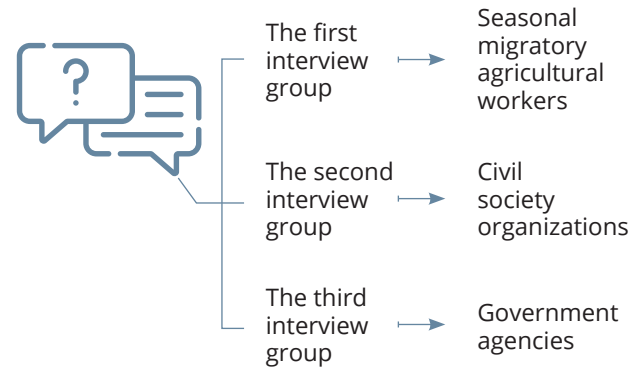 The first
interview
group
Seasonal
migratory
agricultural
workers
The second
interview
group
Civil
society
organizations
The third
interview
group
Government
agencies